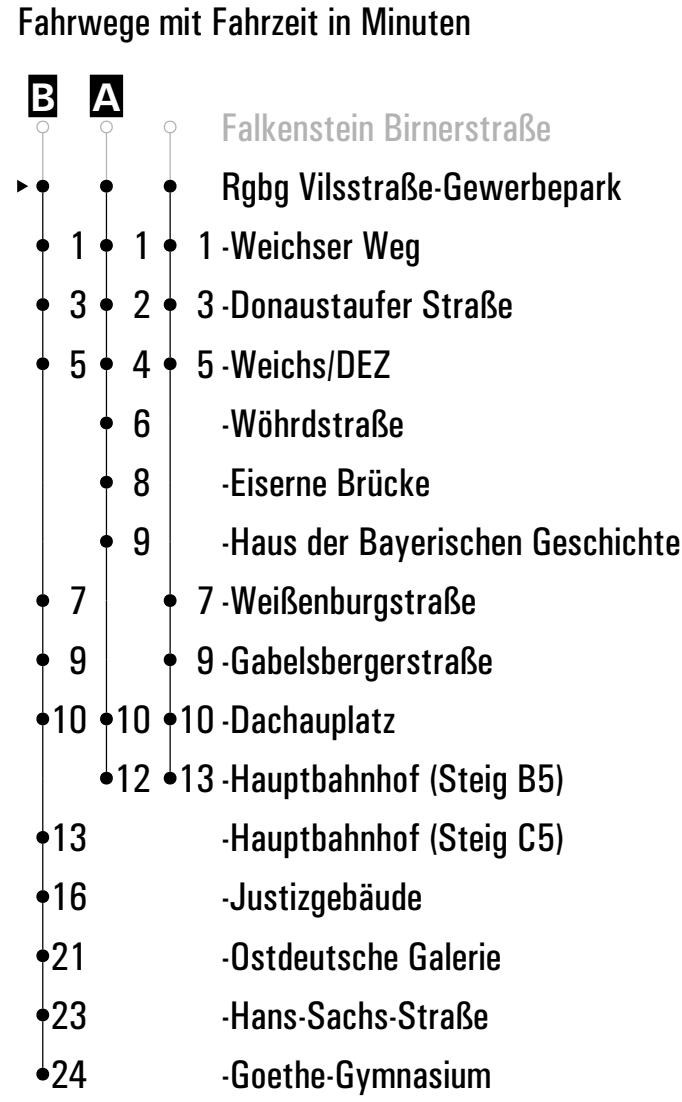 Fahrwege mit Fahrzeit in Minuten
B A
Falkenstein Birnerstraße
Rgbg Vilsstraße-Gewerbepark
1 1 1 -Weichser Weg
3 2 3 -Donaustaufer Straße
5 4 5 -Weichs/DEZ
6 -Wöhrdstraße
8 -Eiserne Brücke
9 -Haus der Bayerischen Geschichte
7 7 -Weißenburgstraße
9 9 -Gabelsbergerstraße
10 10 10 -Dachauplatz
12 13 -Hauptbahnhof (Steig B5)
13 -Hauptbahnhof (Steig C5)
16 -Justizgebäude
21 -Ostdeutsche Galerie
23 -Hans-Sachs-Straße
24 -Goethe-Gymnasium